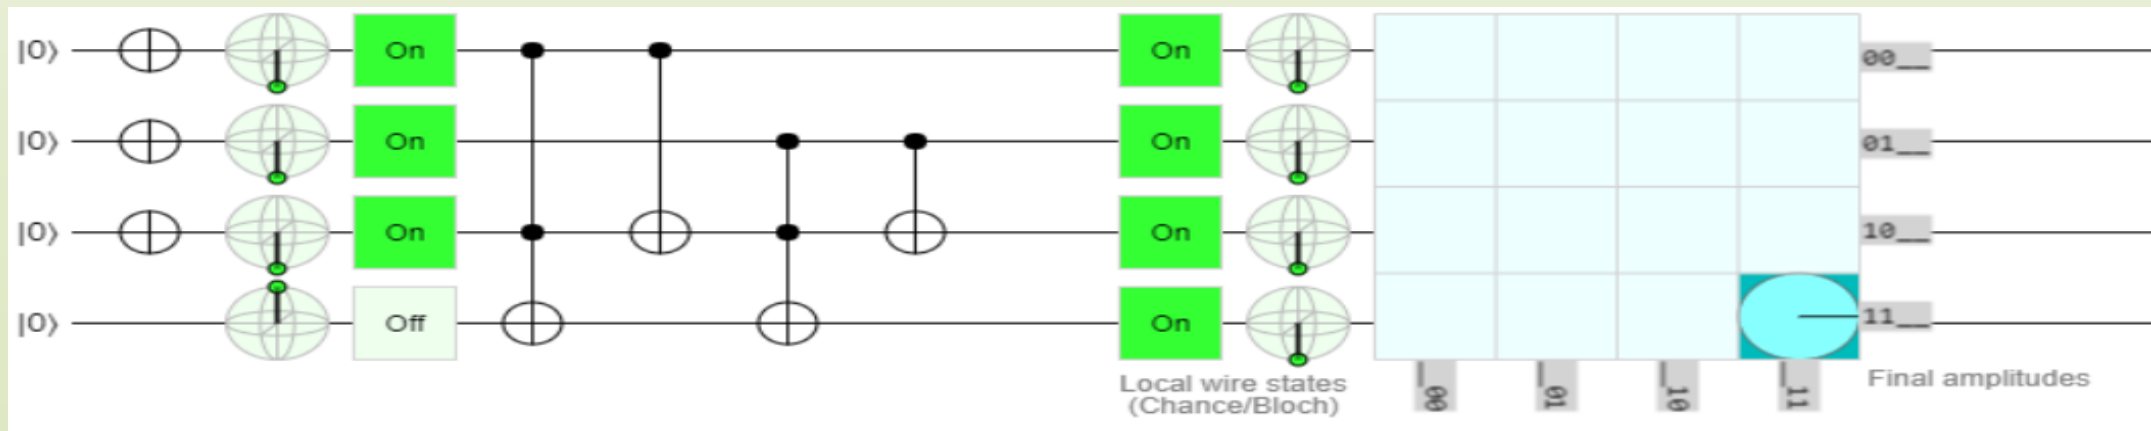 |0⟩ On On 00__
|0⟩ On On 01__
|0⟩ On On 10__
|0⟩ Off On 11__
Local wire states
(Chance/Bloch)
__00 __01 __10 __11
Final amplitudes